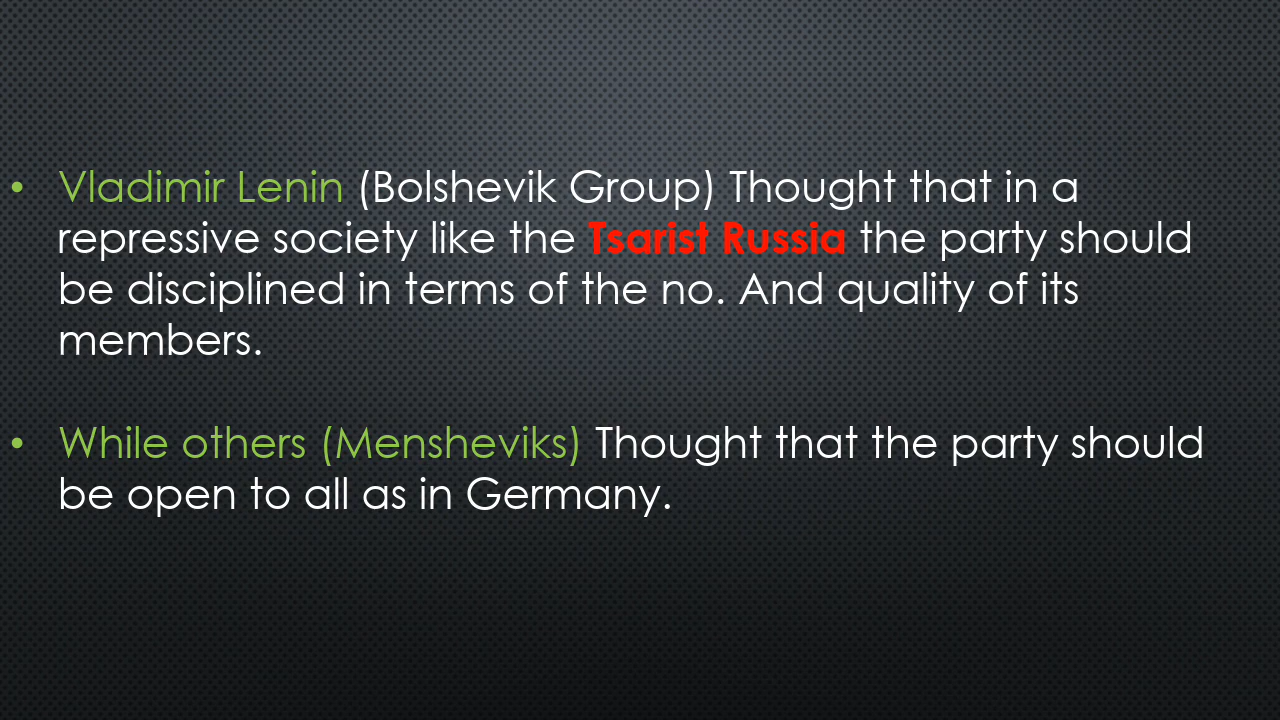 • Vladimir Lenin (Bolshevik Group) Thought that in a
repressive society like the Tsarist Russia the party should
be disciplined in terms of the no. And quality of its
members.
• While others (Mensheviks) Thought that the party should
be open to all as in Germany.